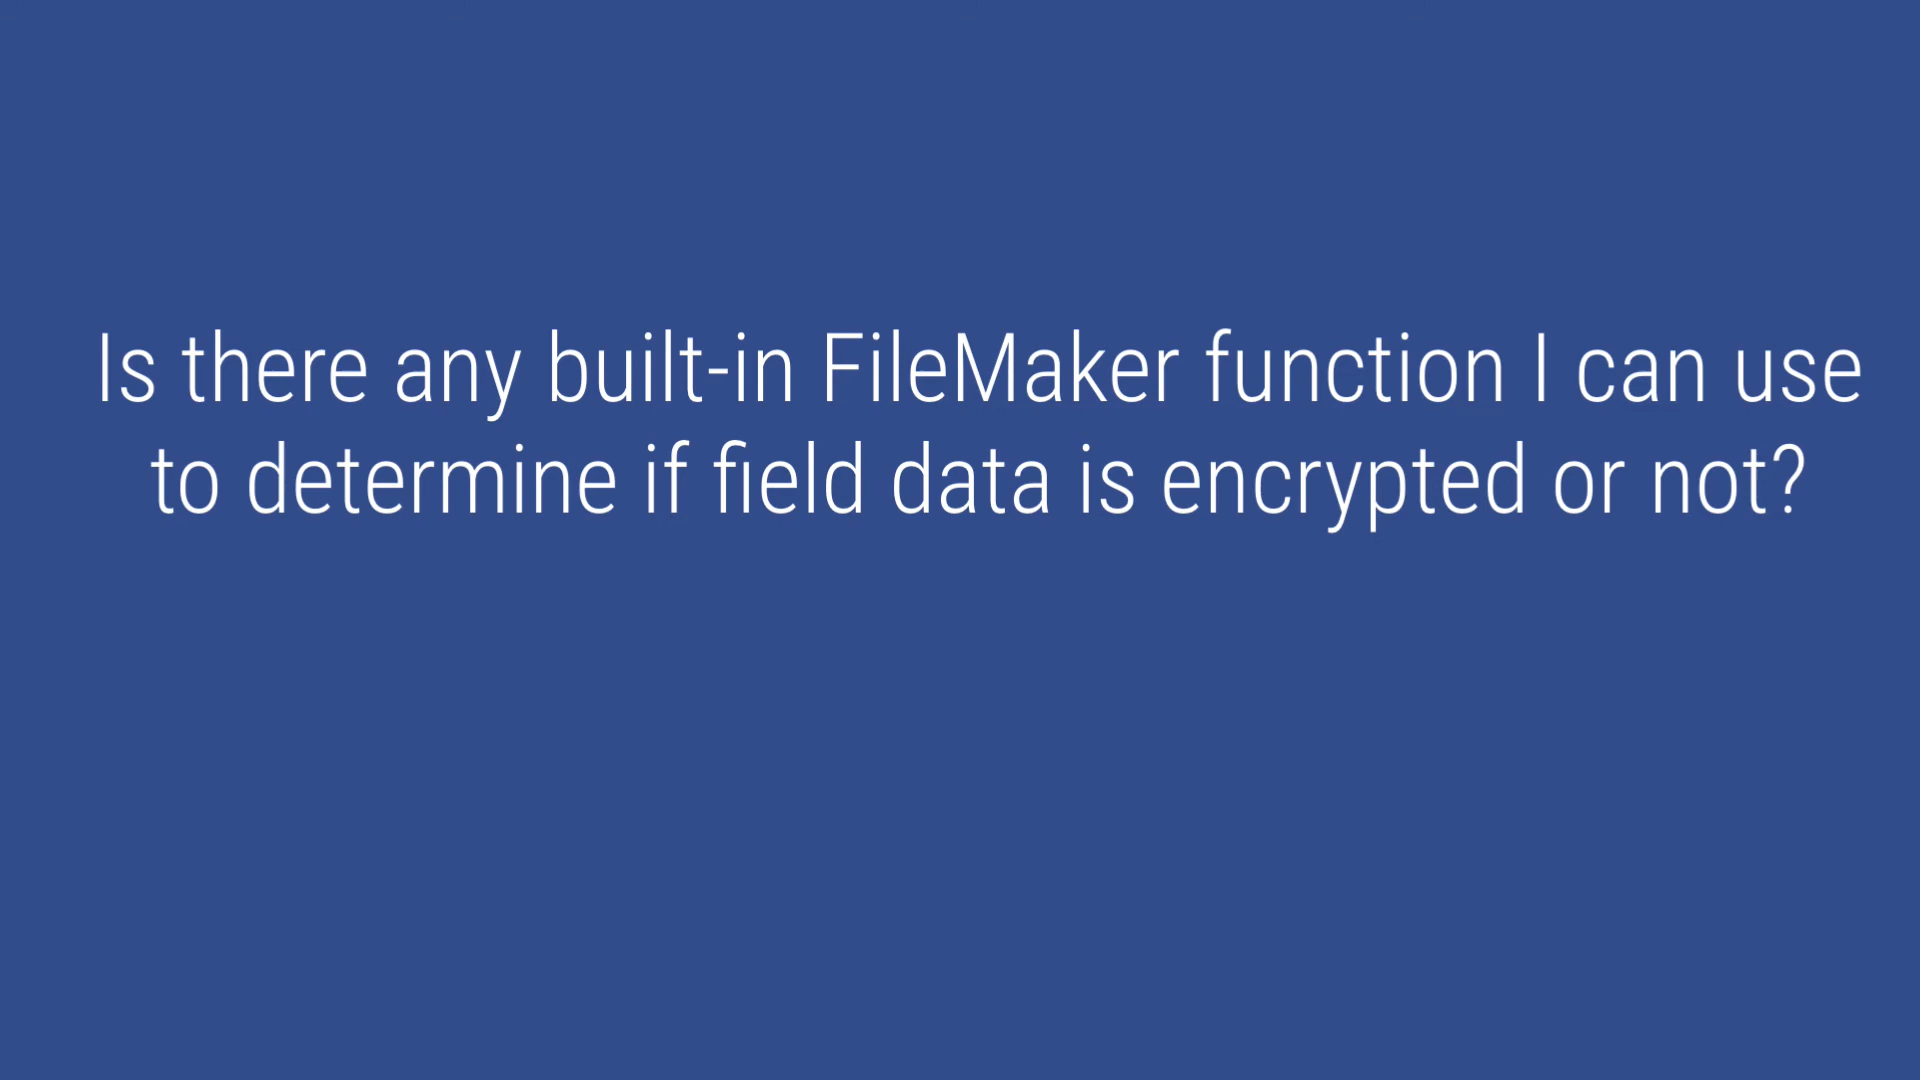 Is there any built-in FileMaker function I can use
to determine if field data is encrypted or not?